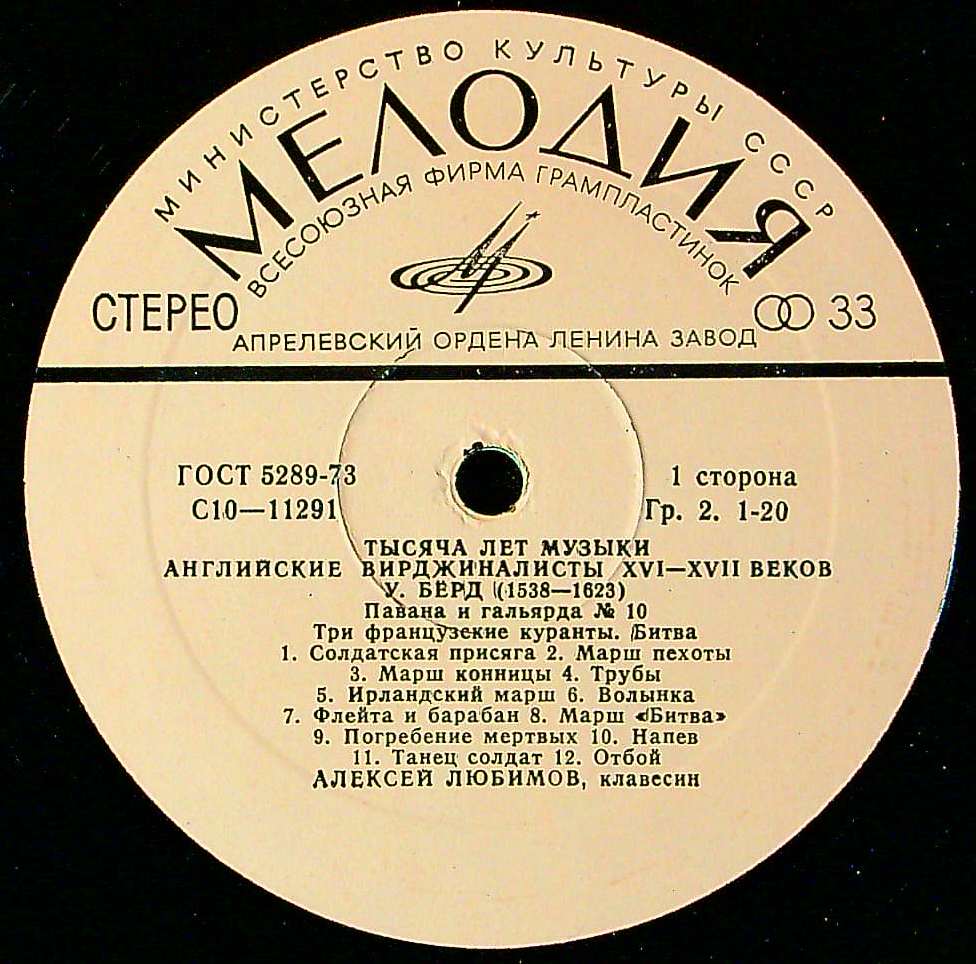 МИНИСТЕРСТВО КУЛЬТУРЫ СССР
МЕЛОДИЯ
ВСЕСОЮЗНАЯ ФИРМА ГРАМПЛАСТИНОК
СТЕРЕО
33
АПРЕЛЕВСКИЙ ОРДЕНА ЛЕНИНА ЗАВОД
ГОСТ 5289-73
1 сторона
С10—11291
Гр. 2. 1-20
ТЫСЯЧА ЛЕТ МУЗЫКИ
АНГЛИЙСКИЕ ВИРДЖИНАЛИСТЫ XVI—XVII ВЕКОВ
У. БЁРД (1538—1623)
Павана и гальярда № 10
Три французские куранты. Битва
1. Солдатская присяга 2. Марш пехоты
3. Марш конницы 4. Трубы
5. Ирландский марш 6. Волынка
7. Флейта и барабан 8. Марш «Битва»
9. Погребение мертвых 10. Напев
11. Танец солдат 12. Отбой
АЛЕКСЕЙ ЛЮБИМОВ, клавесин